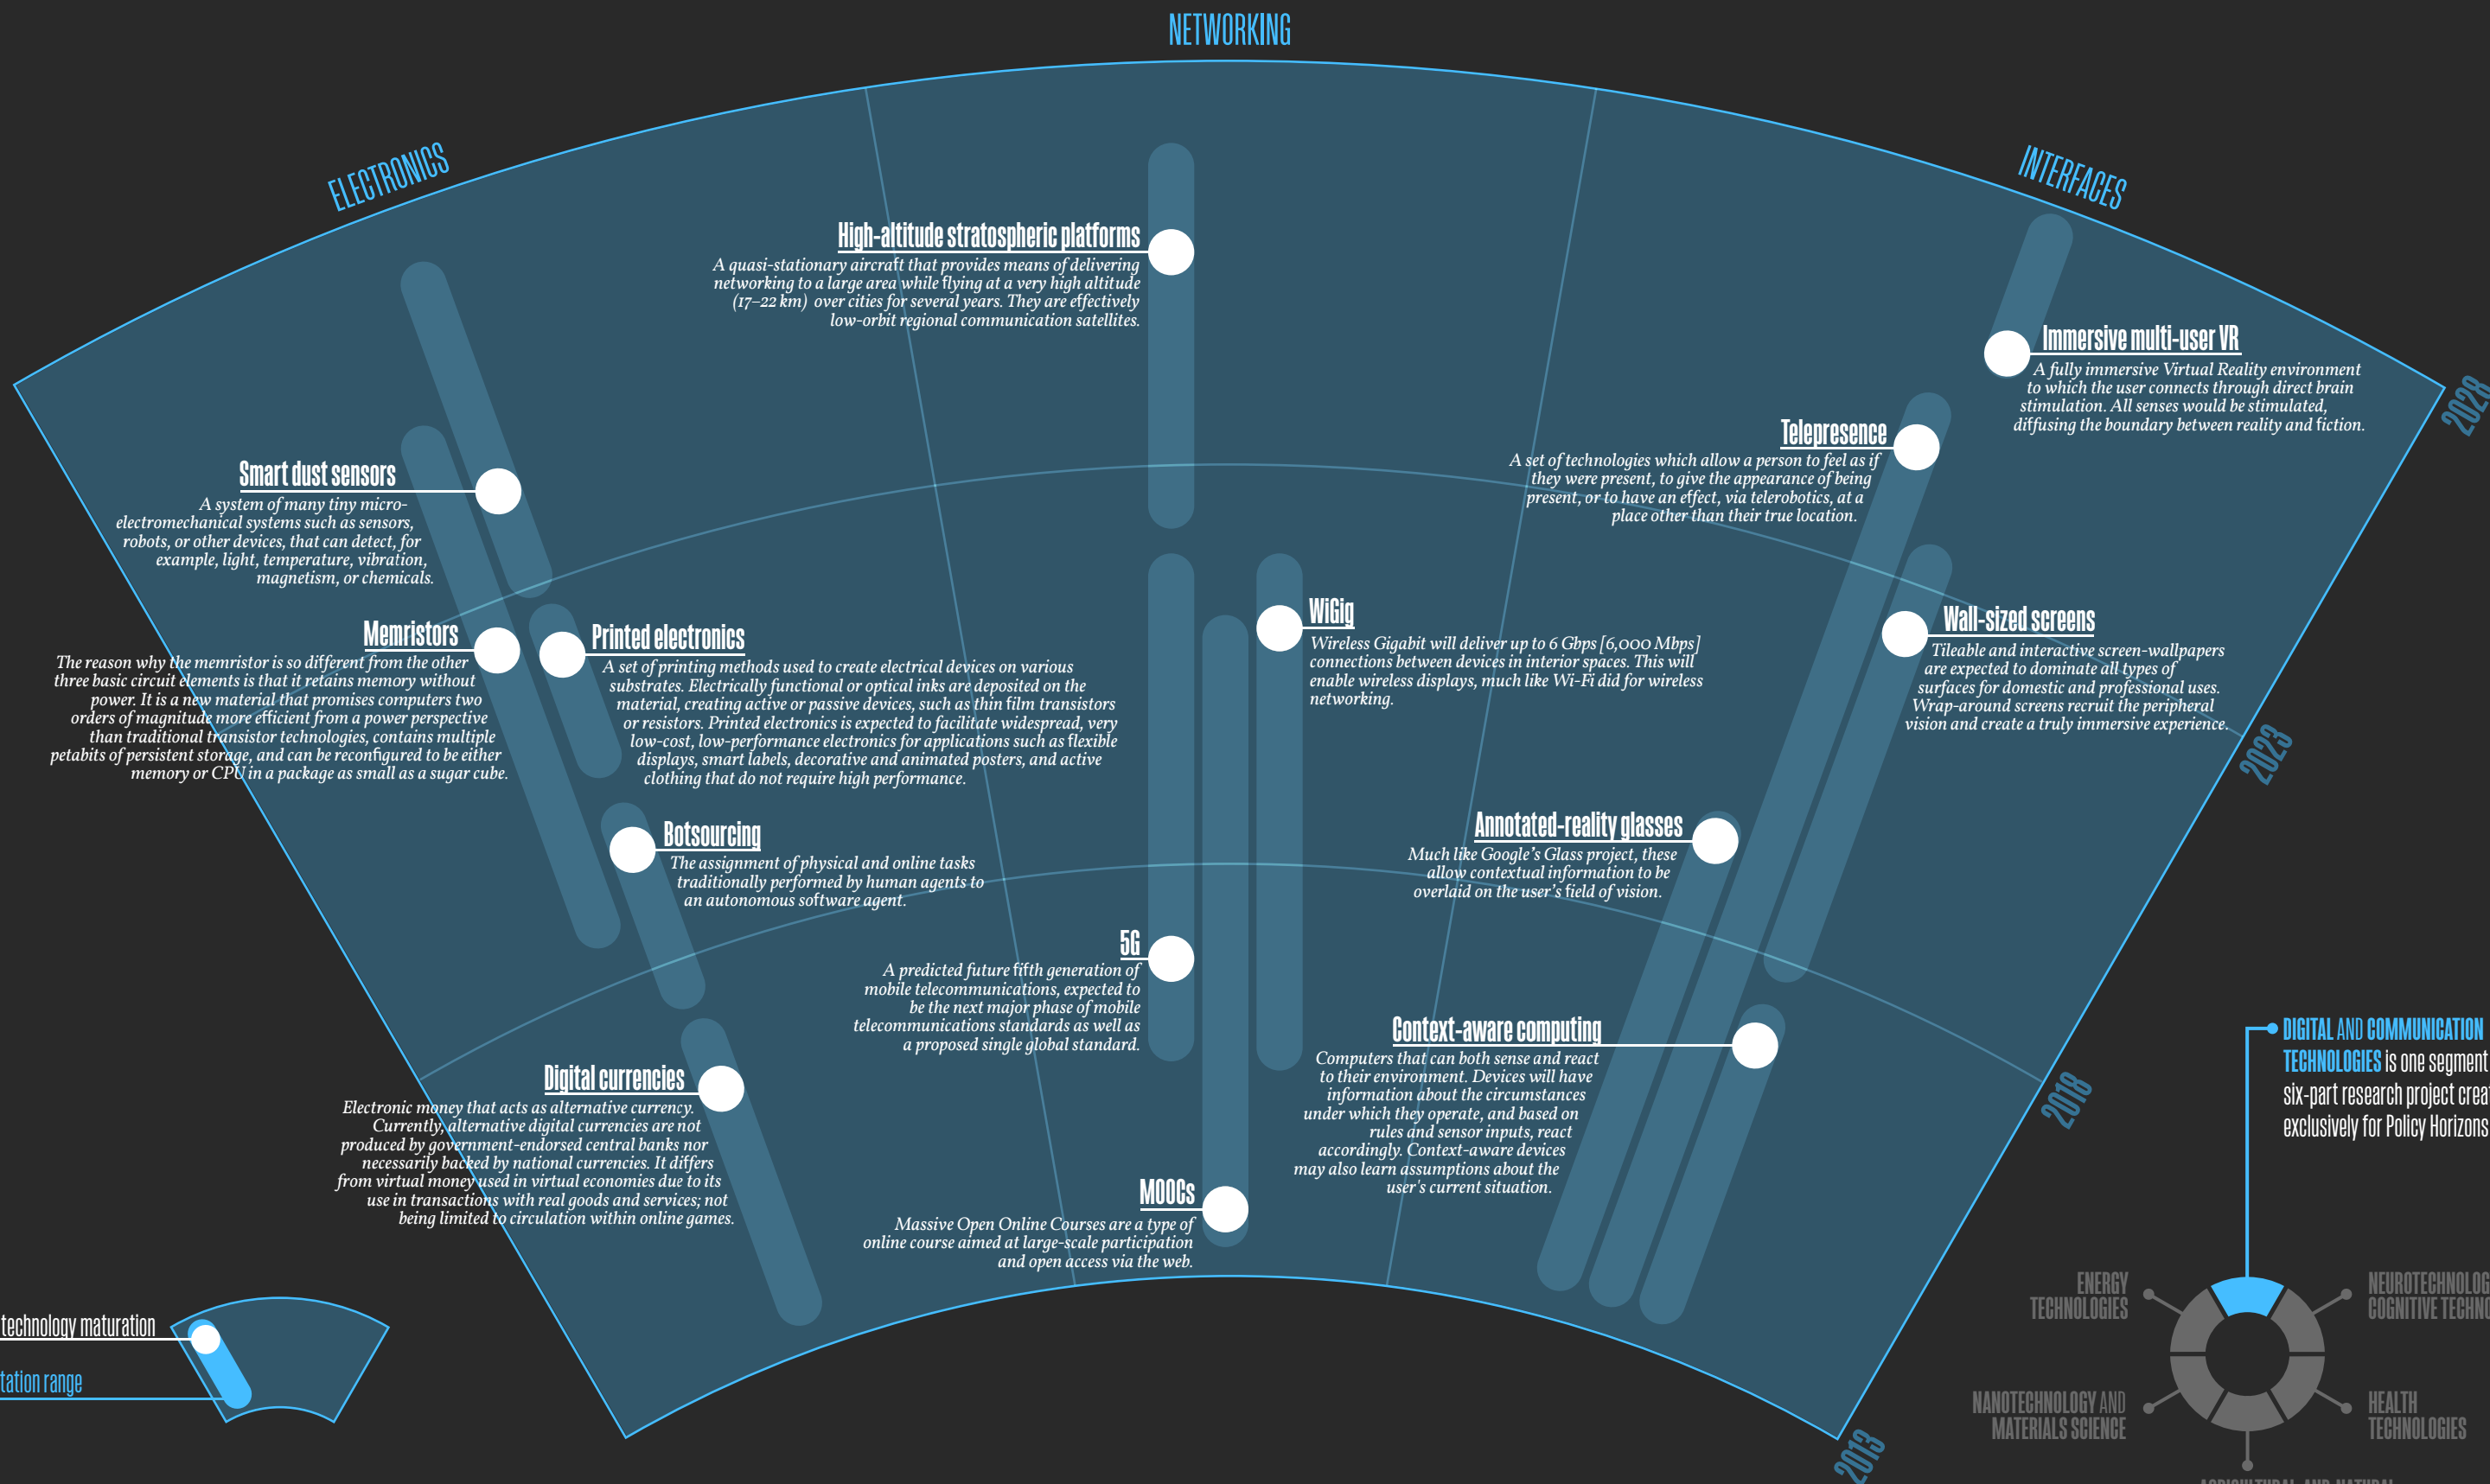 NETWORKING
ELECTRONICS
INTERFACES
High-altitude stratospheric platforms
A quasi-stationary aircraft that provides means of delivering
networking to a large area while flying at a very high altitude
(17–22 km) over cities for several years. They are effectively
low-orbit regional communication satellites.
Immersive multi-user VR
A fully immersive Virtual Reality environment
to which the user connects through direct brain
stimulation. All senses would be stimulated,
diffusing the boundary between reality and fiction.
2028
Telepresence
A set of technologies which allow a person to feel as if
they were present, to give the appearance of being
present, or to have an effect, via telerobotics, at a
place other than their true location.
Smart dust sensors
A system of many tiny micro-
electromechanical systems such as sensors,
robots, or other devices, that can detect, for
example, light, temperature, vibration,
magnetism, or chemicals.
Memristors
The reason why the memristor is so different from the other
three basic circuit elements is that it retains memory without
power. It is a new material that promises computers two
orders of magnitude more efficient from a power perspective
than traditional transistor technologies, contains multiple
petabits of persistent storage, and can be reconfigured to be either
memory or CPU in a package as small as a sugar cube.
Printed electronics
A set of printing methods used to create electrical devices on various
substrates. Electrically functional or optical inks are deposited on the
material, creating active or passive devices, such as thin film transistors
or resistors. Printed electronics is expected to facilitate widespread, very
low-cost, low-performance electronics for applications such as flexible
displays, smart labels, decorative and animated posters, and active
clothing that do not require high performance.
WiGig
Wireless Gigabit will deliver up to 6 Gbps [6,000 Mbps]
connections between devices in interior spaces. This will
enable wireless displays, much like Wi-Fi did for wireless
networking.
Wall-sized screens
Tileable and interactive screen-wallpapers
are expected to dominate all types of
surfaces for domestic and professional uses.
Wrap-around screens recruit the peripheral
vision and create a truly immersive experience.
2023
Botsourcing
The assignment of physical and online tasks
traditionally performed by human agents to
an autonomous software agent.
Annotated-reality glasses
Much like Google's Glass project, these
allow contextual information to be
overlaid on the user's field of vision.
5G
A predicted future fifth generation of
mobile telecommunications, expected to
be the next major phase of mobile
telecommunications standards as well as
a proposed single global standard.
Context-aware computing
Computers that can both sense and react
to their environment. Devices will have
information about the circumstances
under which they operate, and based on
rules and sensor inputs, react
accordingly. Context-aware devices
may also learn assumptions about the
user's current situation.
2018
Digital currencies
Electronic money that acts as alternative currency.
Currently, alternative digital currencies are not
produced by government-endorsed central banks nor
necessarily backed by national currencies. It differs
from virtual money used in virtual economies due to its
use in transactions with real goods and services; not
being limited to circulation within online games.
MOOCs
Massive Open Online Courses are a type of
online course aimed at large-scale participation
and open access via the web.
2013
technology maturation
tation range
DIGITAL AND COMMUNICATION
TECHNOLOGIES is one segment
six-part research project crea
exclusively for Policy Horizons
ENERGY
TECHNOLOGIES
NEUROTECHNOLOG
COGNITIVE TECHNO
NANOTECHNOLOGY AND
MATERIALS SCIENCE
HEALTH
TECHNOLOGIES
AGRICULTURAL AND NATURAL